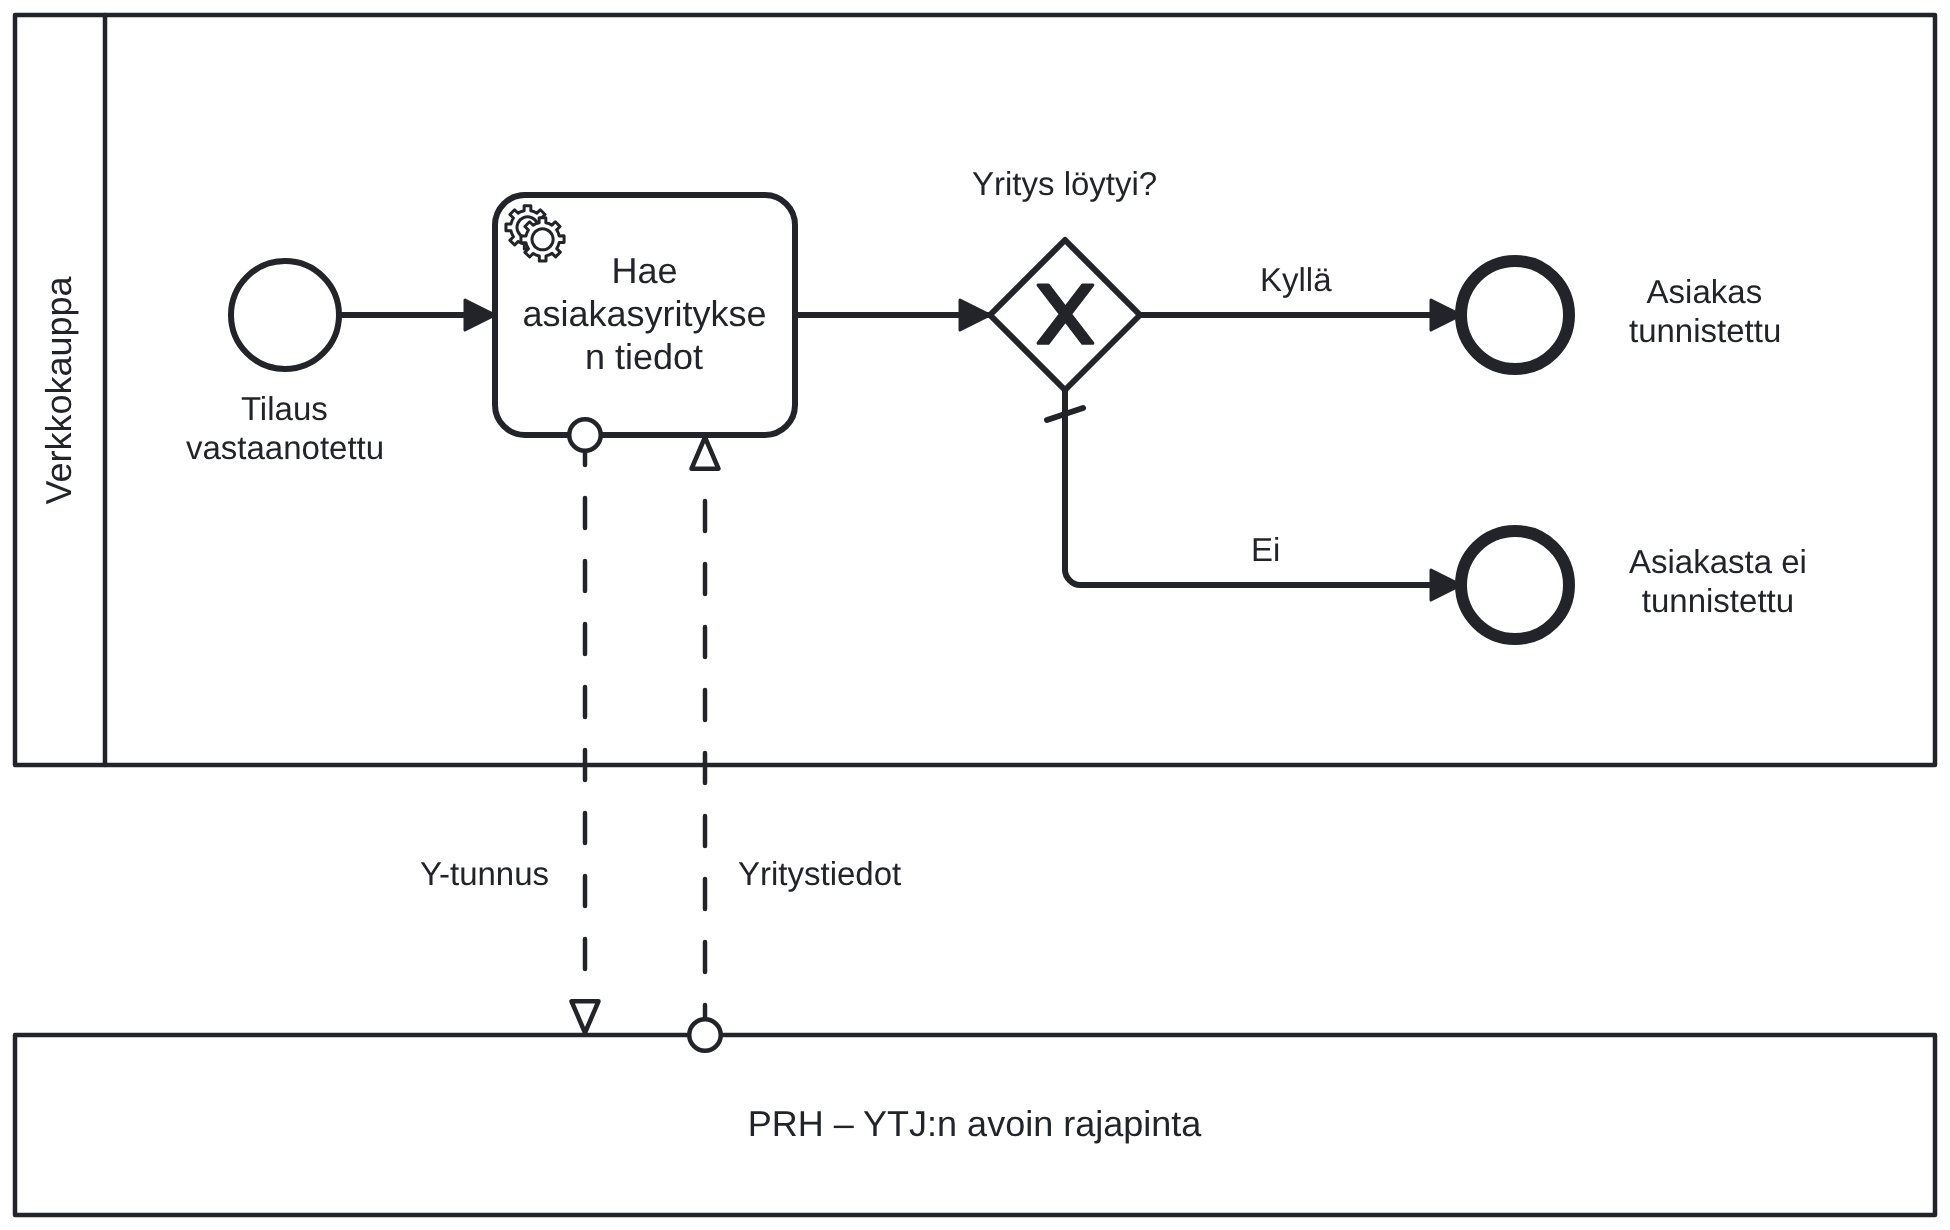 Verkkokauppa
Tilaus
vastaanotettu
Hae
asiakasyritykse
n tiedot
Yritys löytyi?
X
Kyllä
Asiakas
tunnistettu
Ei
Asiakasta ei
tunnistettu
Y-tunnus
Yritystiedot
PRH – YTJ:n avoin rajapinta